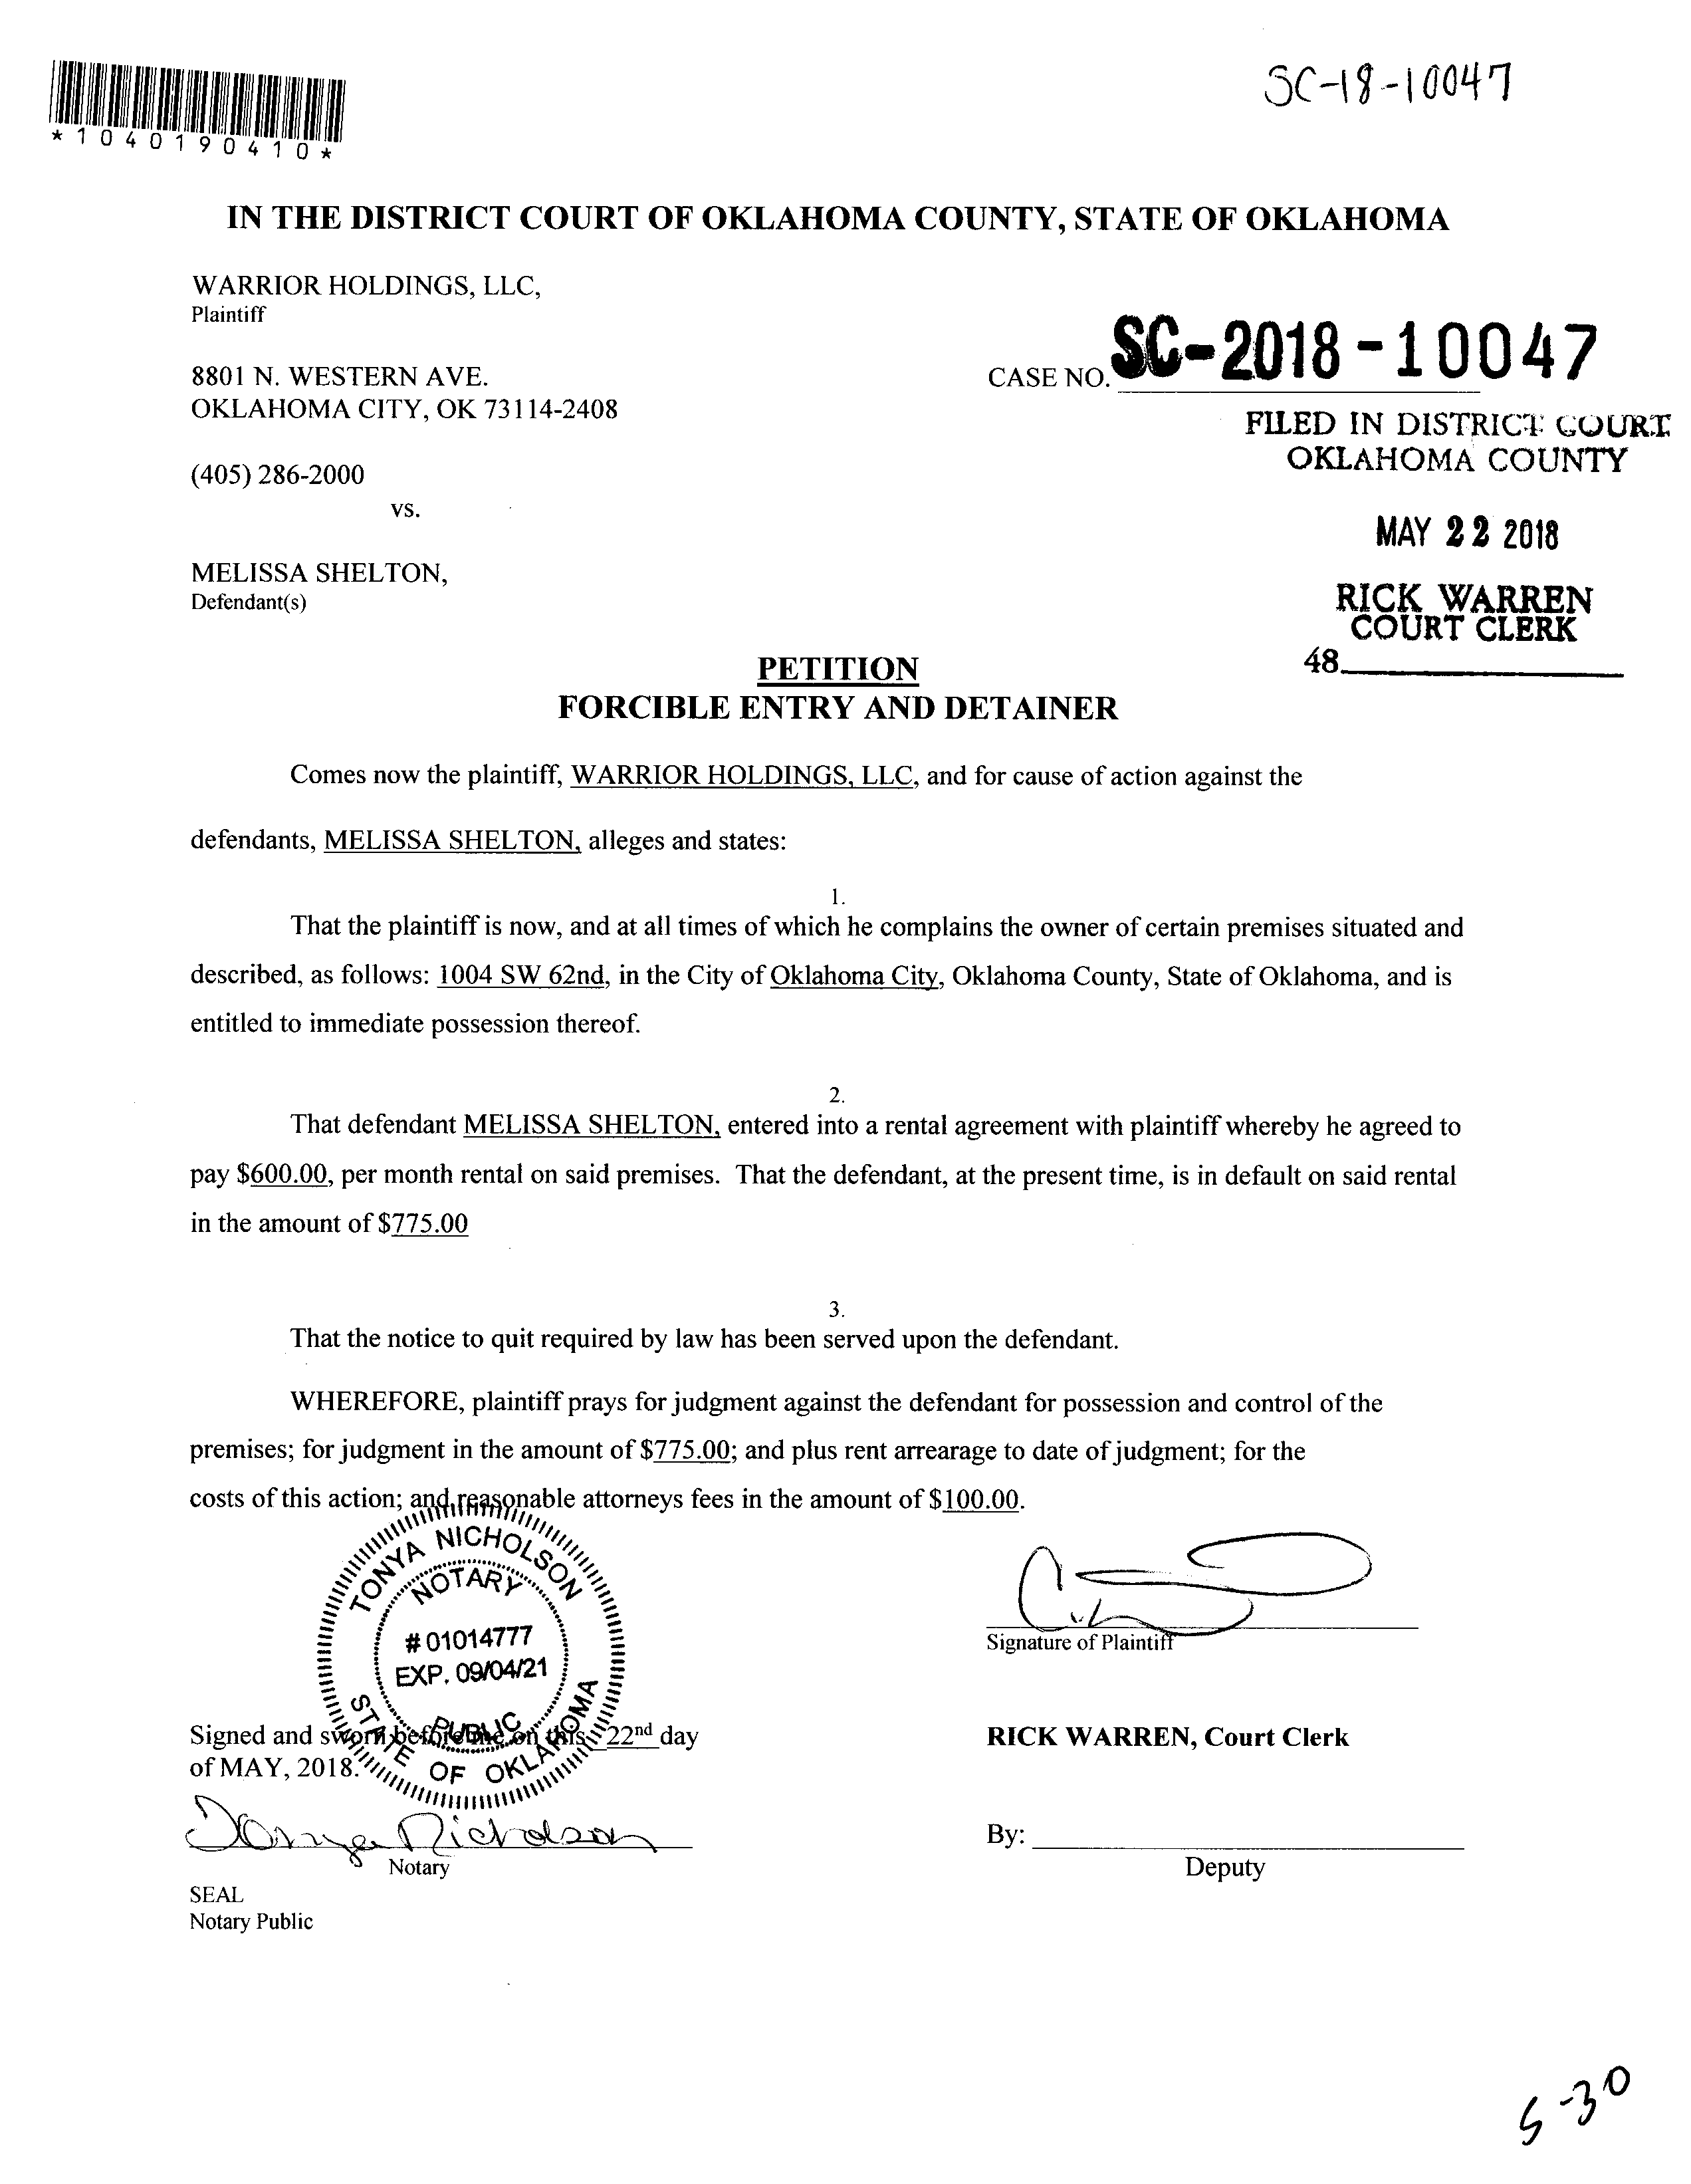 SC-18-10047
*1040190410*
IN THE DISTRICT COURT OF OKLAHOMA COUNTY, STATE OF OKLAHOMA
WARRIOR HOLDINGS, LLC,
Plaintiff
8801 N. WESTERN AVE.
OKLAHOMA CITY, OK 73114-2408
(405) 286-2000
vs.
MELISSA SHELTON,
Defendant(s)
CASE NO. SC-2018-10047
FILED IN DISTRICT COURT
OKLAHOMA COUNTY
MAY 22 2018
RICK WARREN
COURT CLERK
48
PETITION
FORCIBLE ENTRY AND DETAINER
Comes now the plaintiff, WARRIOR HOLDINGS, LLC, and for cause of action against the
defendants, MELISSA SHELTON, alleges and states:
1.
That the plaintiff is now, and at all times of which he complains the owner of certain premises situated and
described, as follows: 1004 SW 62nd, in the City of Oklahoma City, Oklahoma County, State of Oklahoma, and is
entitled to immediate possession thereof.
2.
That defendant MELISSA SHELTON, entered into a rental agreement with plaintiff whereby he agreed to
pay $600.00, per month rental on said premises. That the defendant, at the present time, is in default on said rental
in the amount of $775.00
3.
That the notice to quit required by law has been served upon the defendant.
WHEREFORE, plaintiff prays for judgment against the defendant for possession and control of the
premises; for judgment in the amount of $775.00; and plus rent arrearage to date of judgment; for the
costs of this action; and reasonable attorneys fees in the amount of $100.00.
TONYA NICHOLSON
NOTARY
# 01014777
EXP. 09/04/21
PUBLIC
STATE OF OKLAHOMA
Signature of Plaintiff
Signed and sworn before me on this 22nd day
of MAY, 2018.
Tonya Nicholson
Notary
SEAL
Notary Public
RICK WARREN, Court Clerk
By:
Deputy
5-30